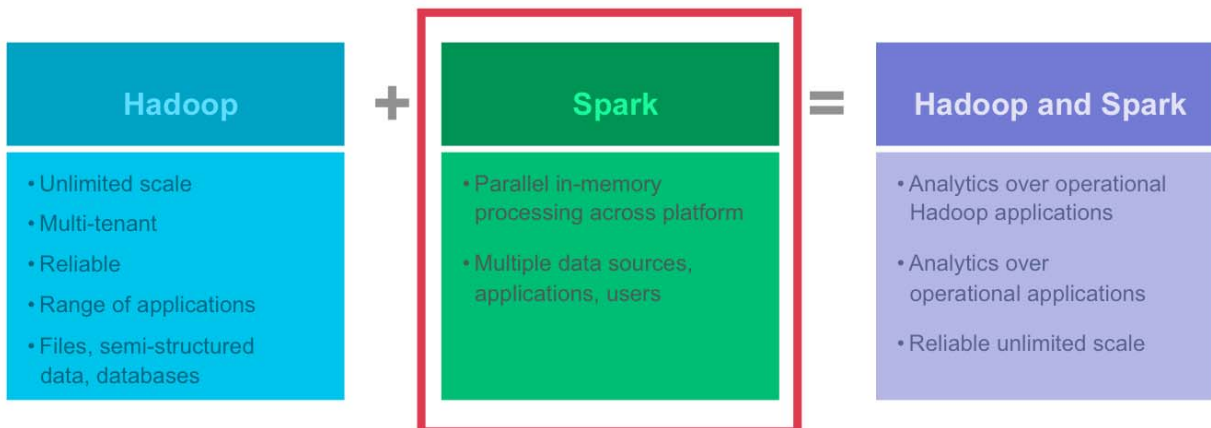 Hadoop
• Unlimited scale
• Multi-tenant
• Reliable
• Range of applications
• Files, semi-structured
data, databases
+
Spark
• Parallel in-memory
processing across platform
• Multiple data sources,
applications, users
=
Hadoop and Spark
• Analytics over operational
Hadoop applications
• Analytics over
operational applications
• Reliable unlimited scale